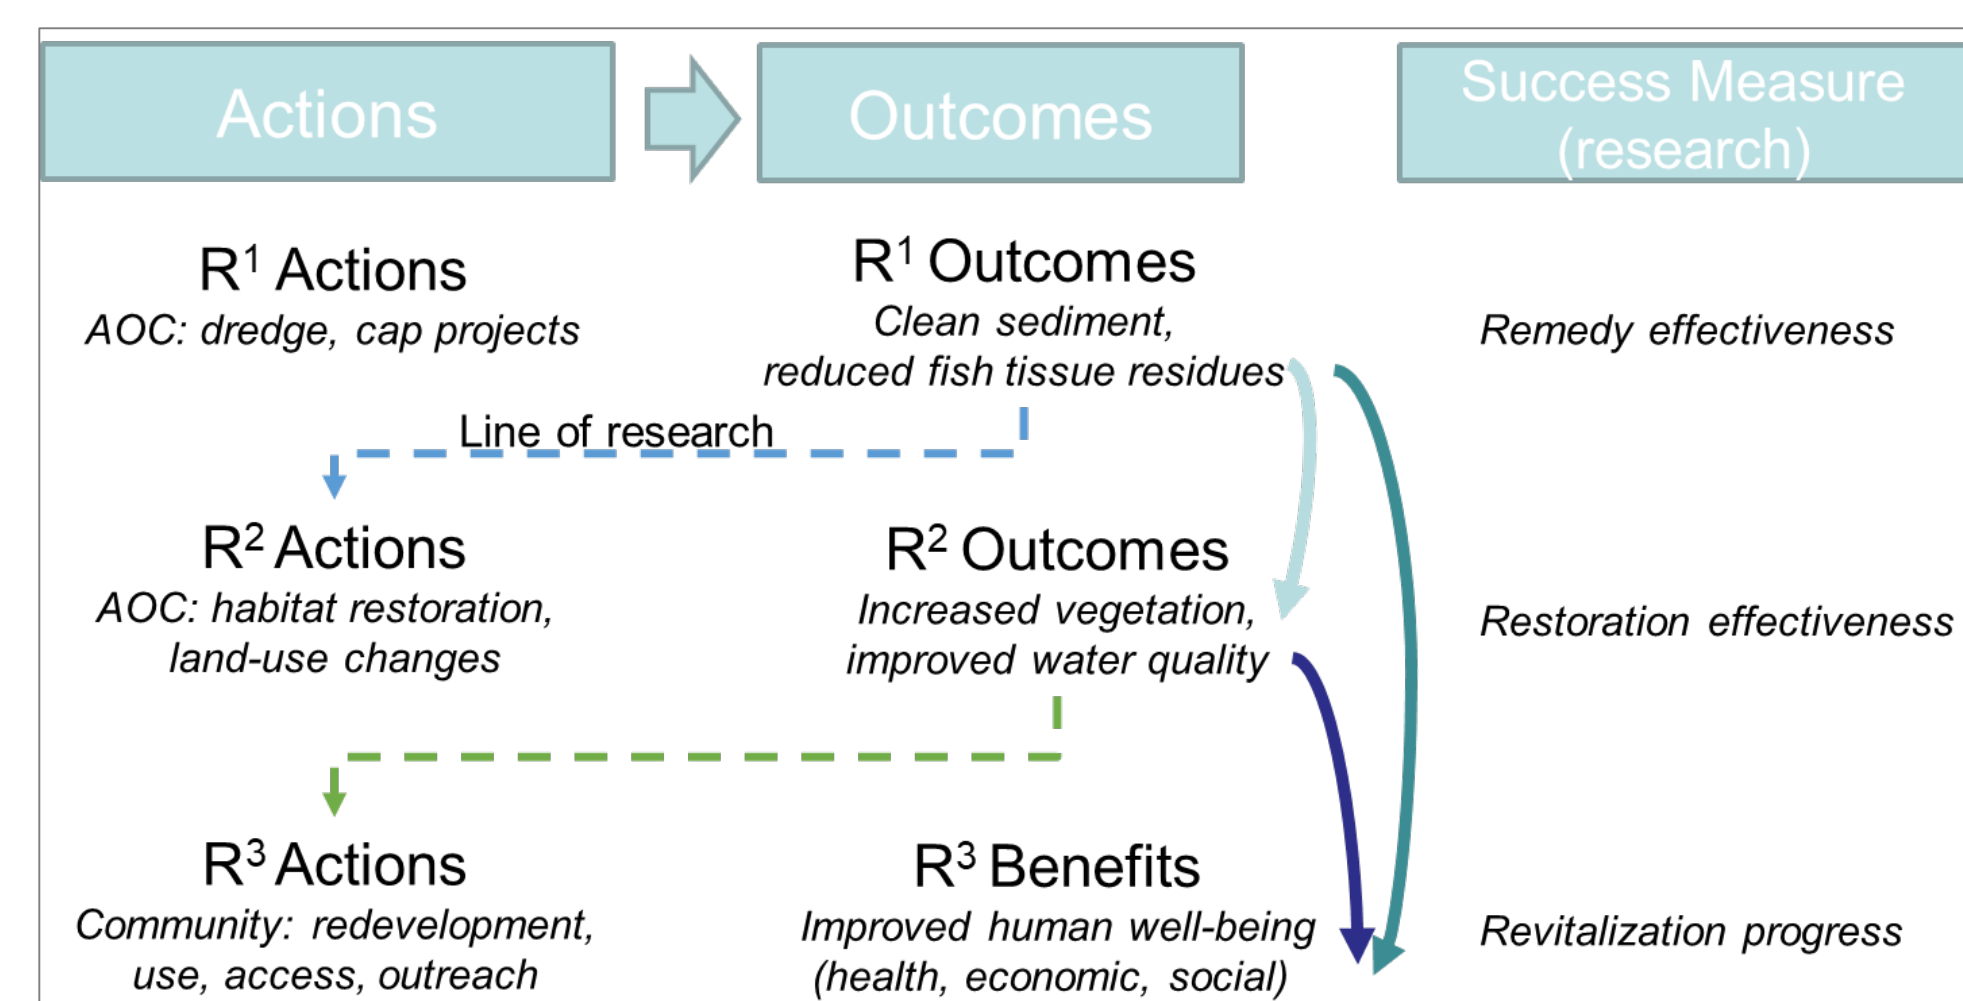 Actions
Outcomes
Success Measure
(research)
R¹ Actions
AOC: dredge, cap projects
R¹ Outcomes
Clean sediment,
reduced fish tissue residues
Remedy effectiveness
Line of research
R² Actions
AOC: habitat restoration,
land-use changes
R² Outcomes
Increased vegetation,
improved water quality
Restoration effectiveness
R³ Actions
Community: redevelopment,
use, access, outreach
R³ Benefits
Improved human well-being
(health, economic, social)
Revitalization progress